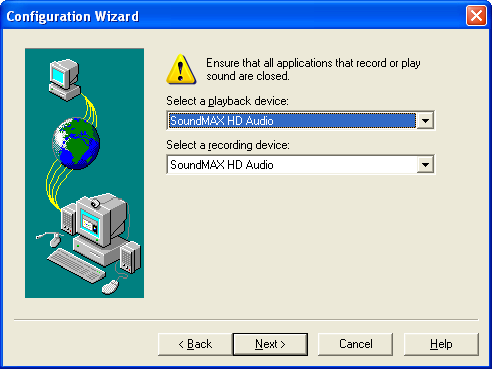 Configuration Wizard
Ensure that all applications that record or play
sound are closed.
Select a playback device:
SoundMAX HD Audio
Select a recording device:
SoundMAX HD Audio
< Back
Next >
Cancel
Help